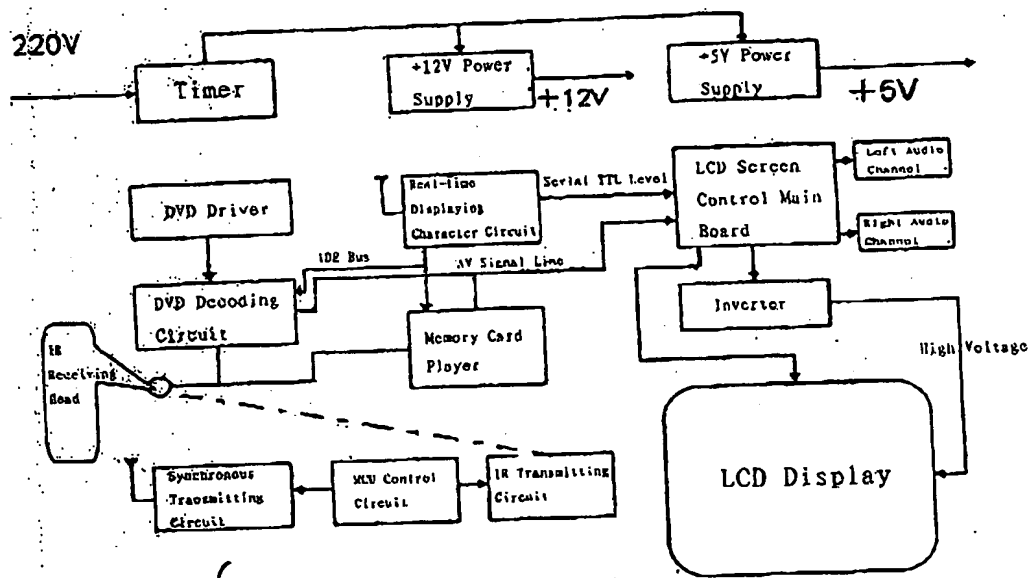 220V
Timer
+12V Power
Supply
+12V
+5V Power
Supply
+5V
DVD Driver
Real-time
Displaying
Character Circuit
Serial TTL Level
LCD Screen
Control Main
Board
Left Audio
Channel
Right Audio
Channel
1D2 Bus
AV Signal Line
DVD Decoding
Circuit
Memory Card
Player
Inverter
High Voltage
IR
Receiving
Head
Synchronous
Transmitting
Circuit
MCU Control
Circuit
IR Transmitting
Circuit
LCD Display